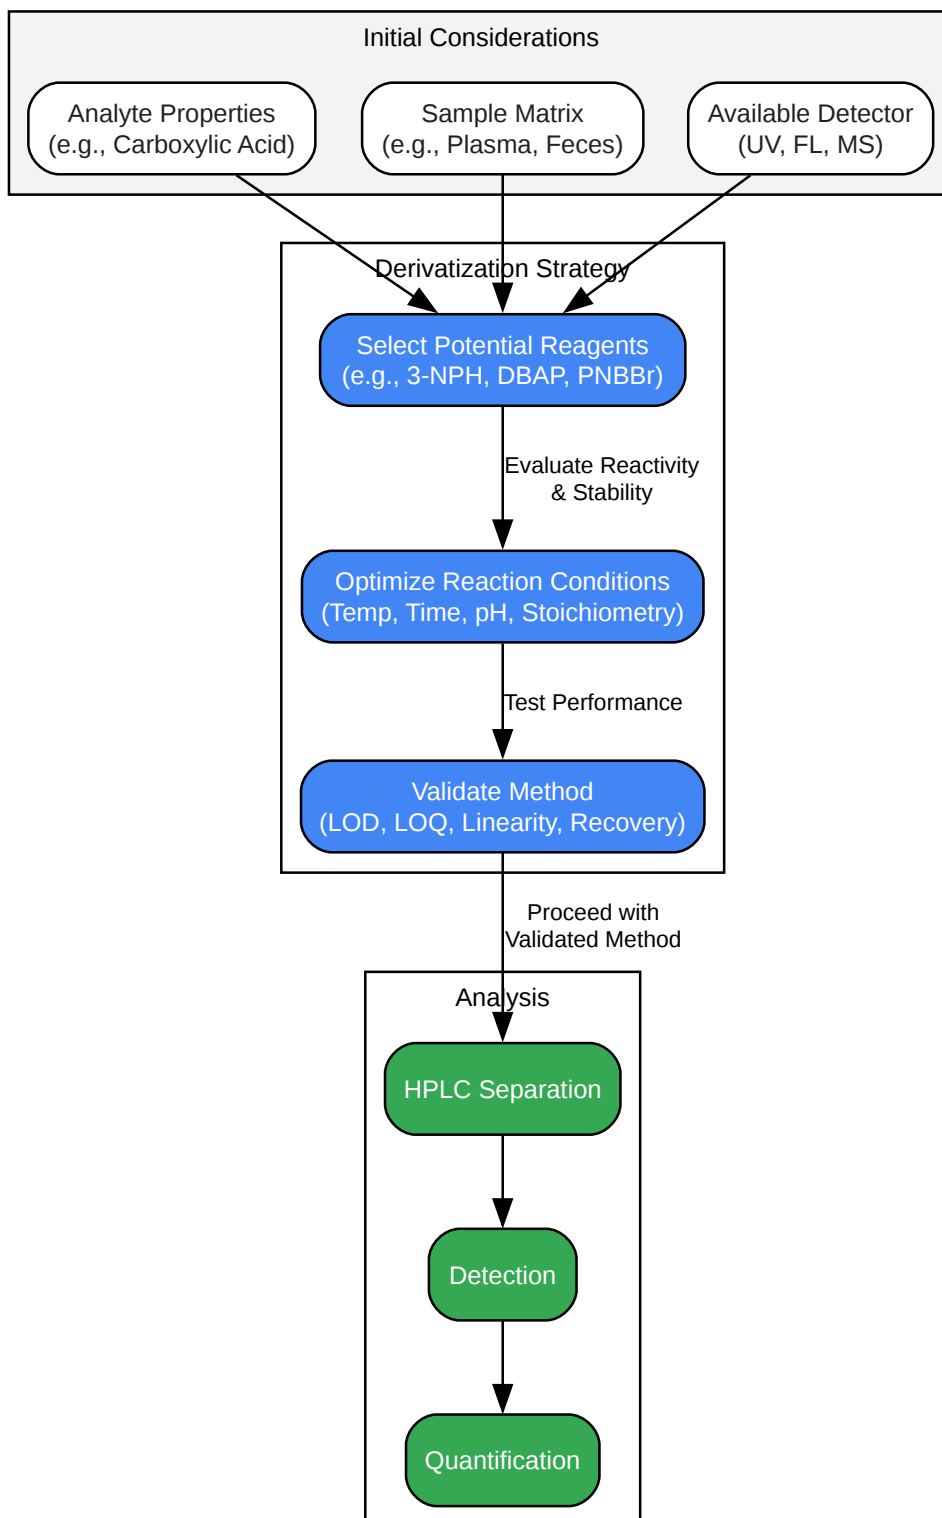 Initial Considerations
Analyte Properties
(e.g., Carboxylic Acid)
Sample Matrix
(e.g., Plasma, Feces)
Available Detector
(UV, FL, MS)
Derivatization Strategy
Select Potential Reagents
(e.g., 3-NPH, DBAP, PNBBr)
Evaluate Reactivity
& Stability
Optimize Reaction Conditions
(Temp, Time, pH, Stoichiometry)
Test Performance
Validate Method
(LOD, LOQ, Linearity, Recovery)
Proceed with
Validated Method
Analysis
HPLC Separation
Detection
Quantification